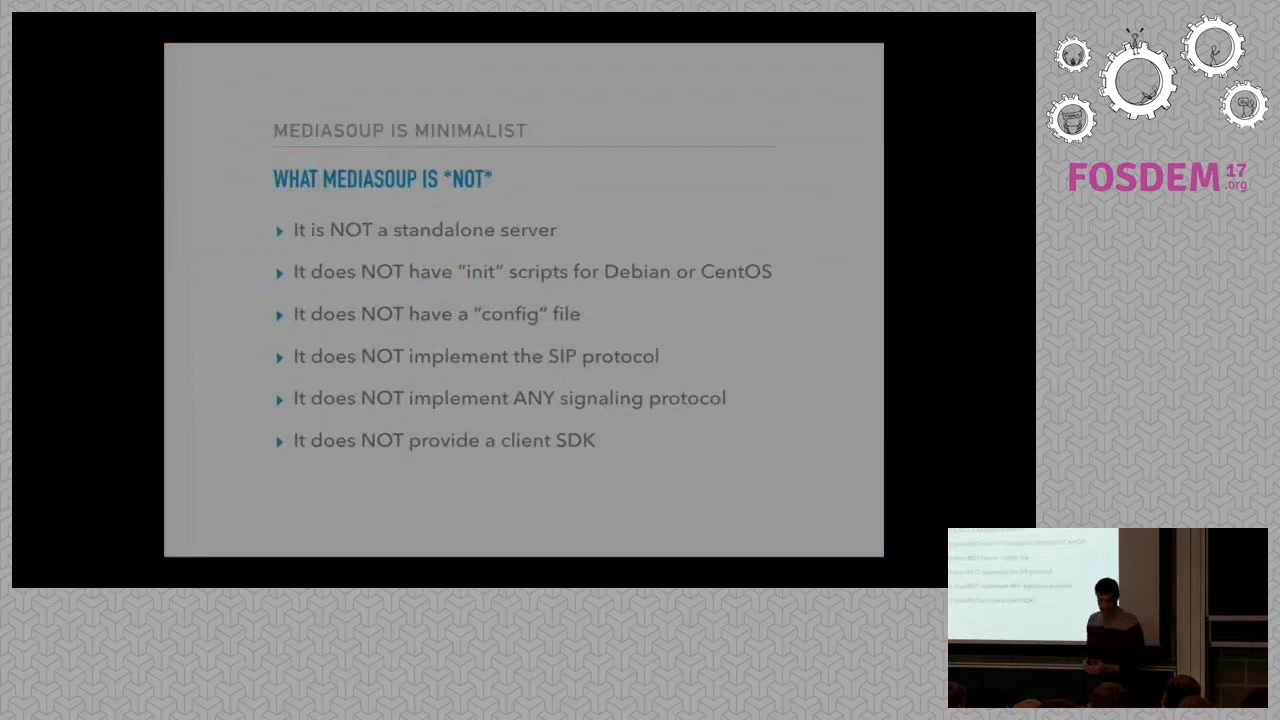 MEDIASOUP IS MINIMALIST
WHAT MEDIASOUP IS *NOT*
It is NOT a standalone server
It does NOT have “init” scripts for Debian or CentOS
It does NOT have a “config” file
It does NOT implement the SIP protocol
It does NOT implement ANY signaling protocol
It does NOT provide a client SDK
FOSDEM 17
.org